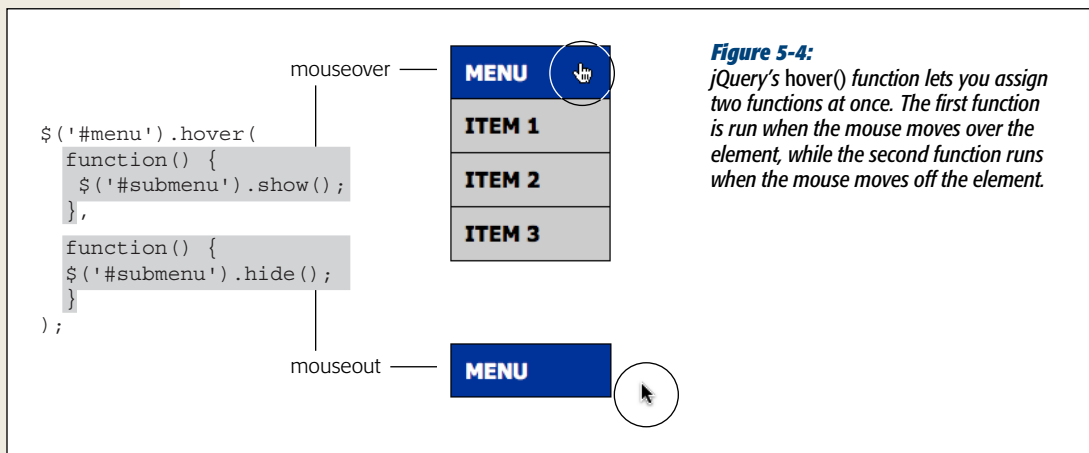 mouseover
$('#menu').hover(
function() {
$('#submenu').show();
},
function() {
$('#submenu').hide();
}
);
mouseout
MENU
ITEM 1
ITEM 2
ITEM 3
MENU
Figure 5-4:
jQuery's hover() function lets you assign
two functions at once. The first function
is run when the mouse moves over the
element, while the second function runs
when the mouse moves off the element.